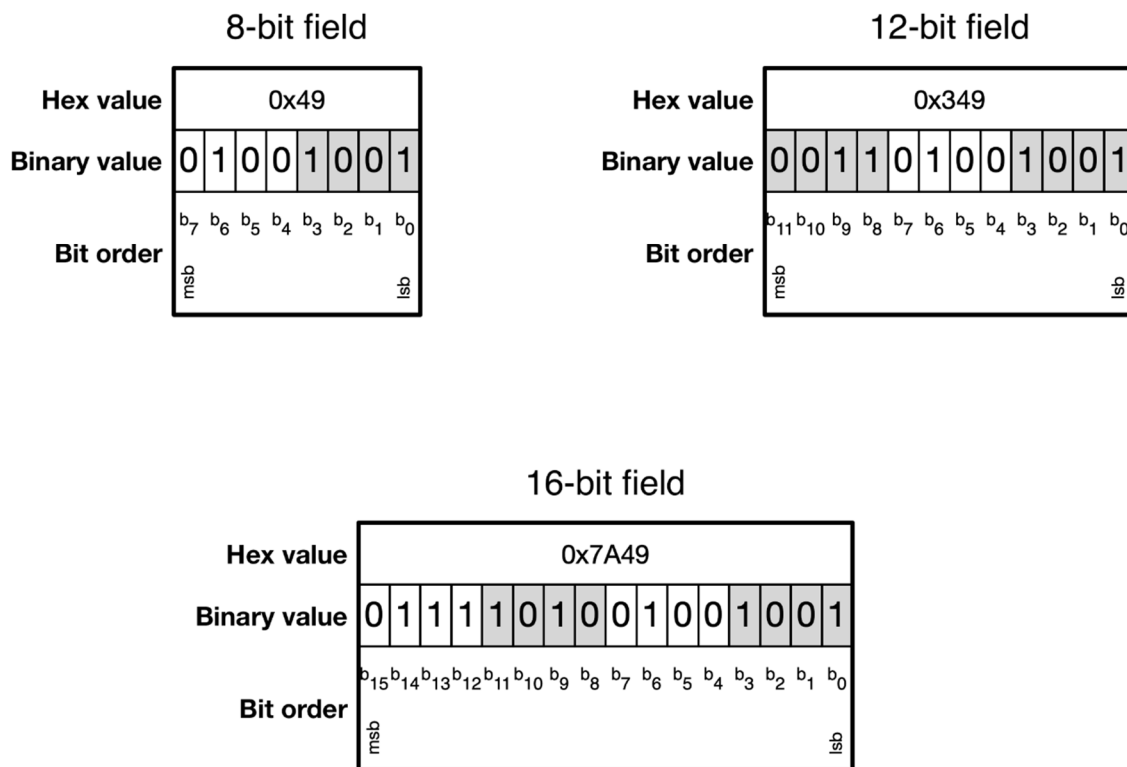 8-bit field
Hex value 0x49
Binary value 0 1 0 0 1 0 0 1
b7 b6 b5 b4 b3 b2 b1 b0
Bit order
msb lsb
12-bit field
Hex value 0x349
Binary value 0 0 1 1 0 1 0 0 1 0 0 1
b11 b10 b9 b8 b7 b6 b5 b4 b3 b2 b1 b0
Bit order
msb lsb
16-bit field
Hex value 0x7A49
Binary value 0 1 1 1 1 0 1 0 0 1 0 0 1 0 0 1
b15 b14 b13 b12 b11 b10 b9 b8 b7 b6 b5 b4 b3 b2 b1 b0
Bit order
msb lsb